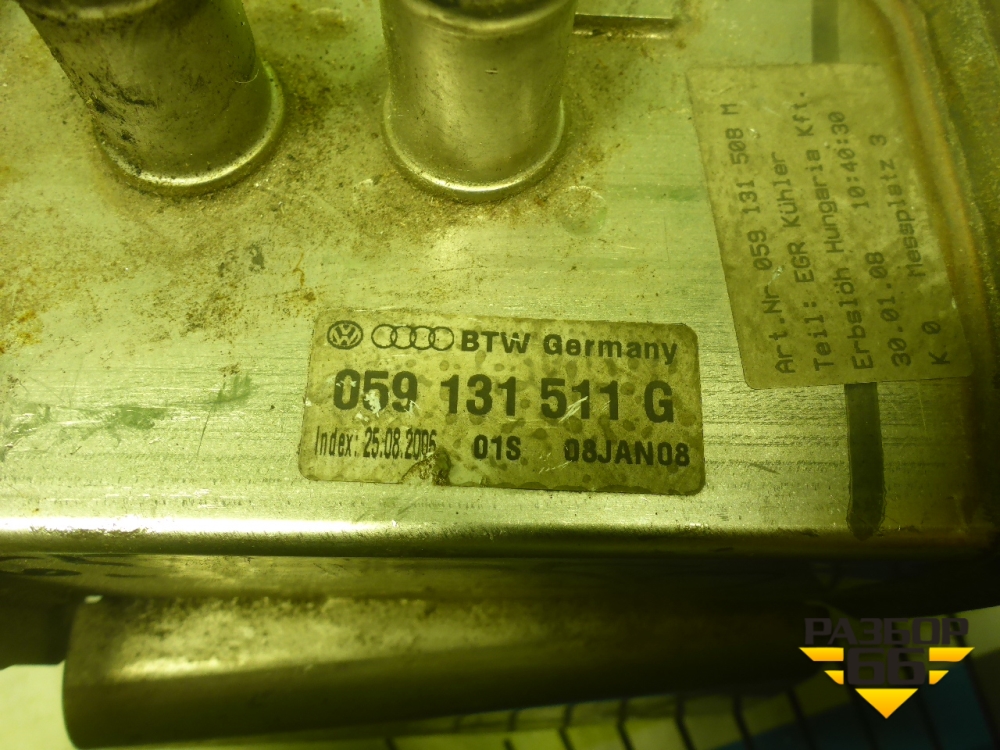 BTW Germany
059 131 511 G
Index: 25.08.2006 01S 08JAN08
Art.Nr 059 131 508 M
Teil: EGR Kühler
Erbslöh Hungaria Kft.
30.01.08 10:40:30
Messplatz 3
K 0
РАЗБОР
66